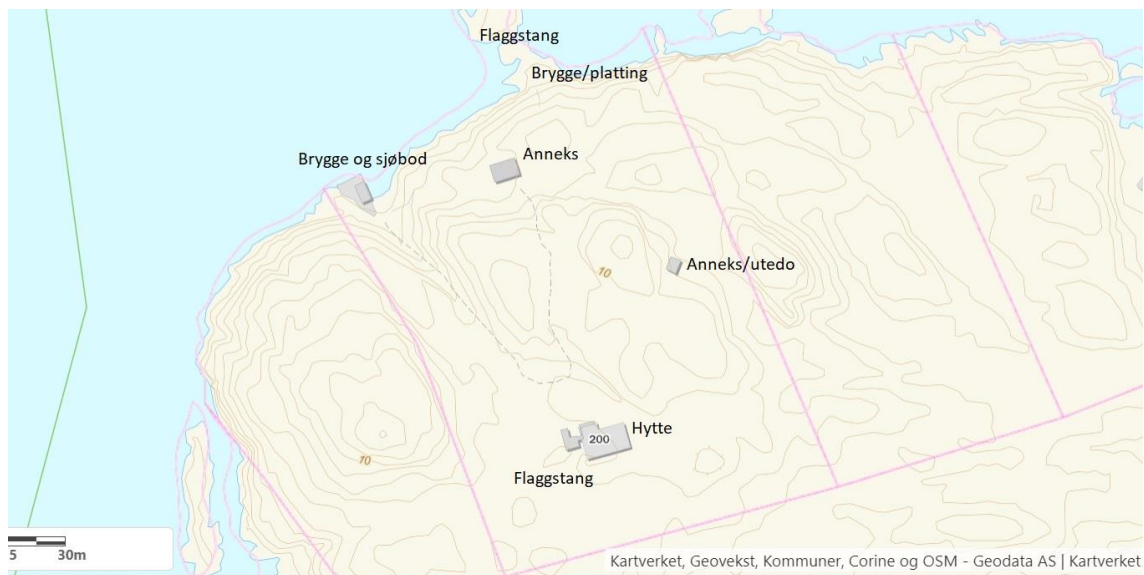 Flaggstang
Brygge/platting
Brygge og sjøbod
Anneks
Anneks/utedo
10
Hytte
200
10
Flaggstang
5
30m
Kartverket, Geovekst, Kommuner, Corine og OSM - Geodata AS | Kartverket